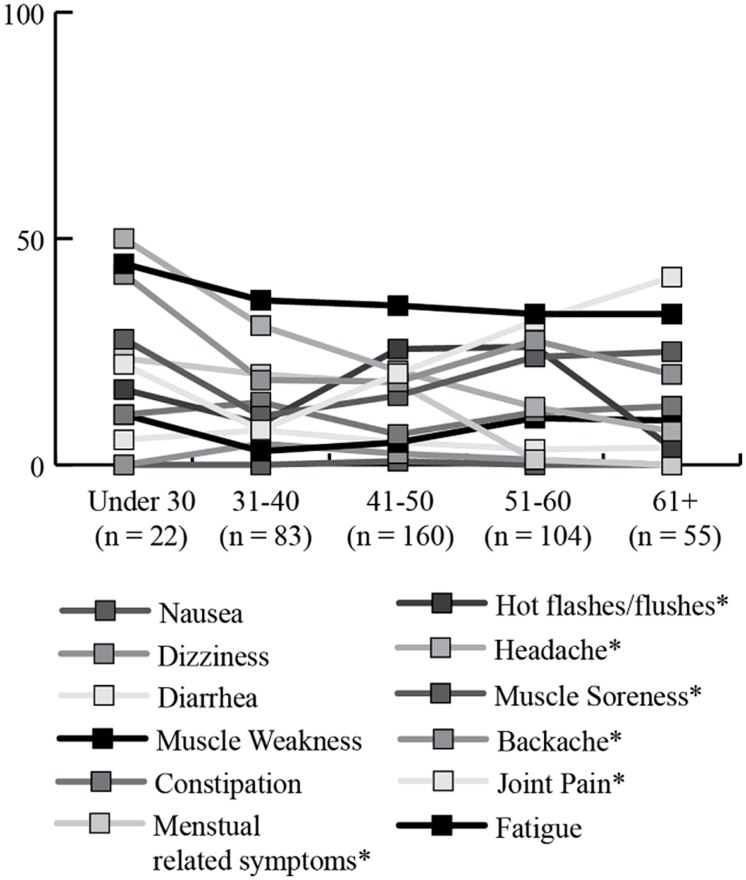 100
50
0
Under 30 31-40 41-50 51-60 61+
(n = 22) (n = 83) (n = 160) (n = 104) (n = 55)
Nausea
Dizziness
Diarrhea
Muscle Weakness
Constipation
Menstual
related symptoms*
Hot flashes/flushes*
Headache*
Muscle Soreness*
Backache*
Joint Pain*
Fatigue